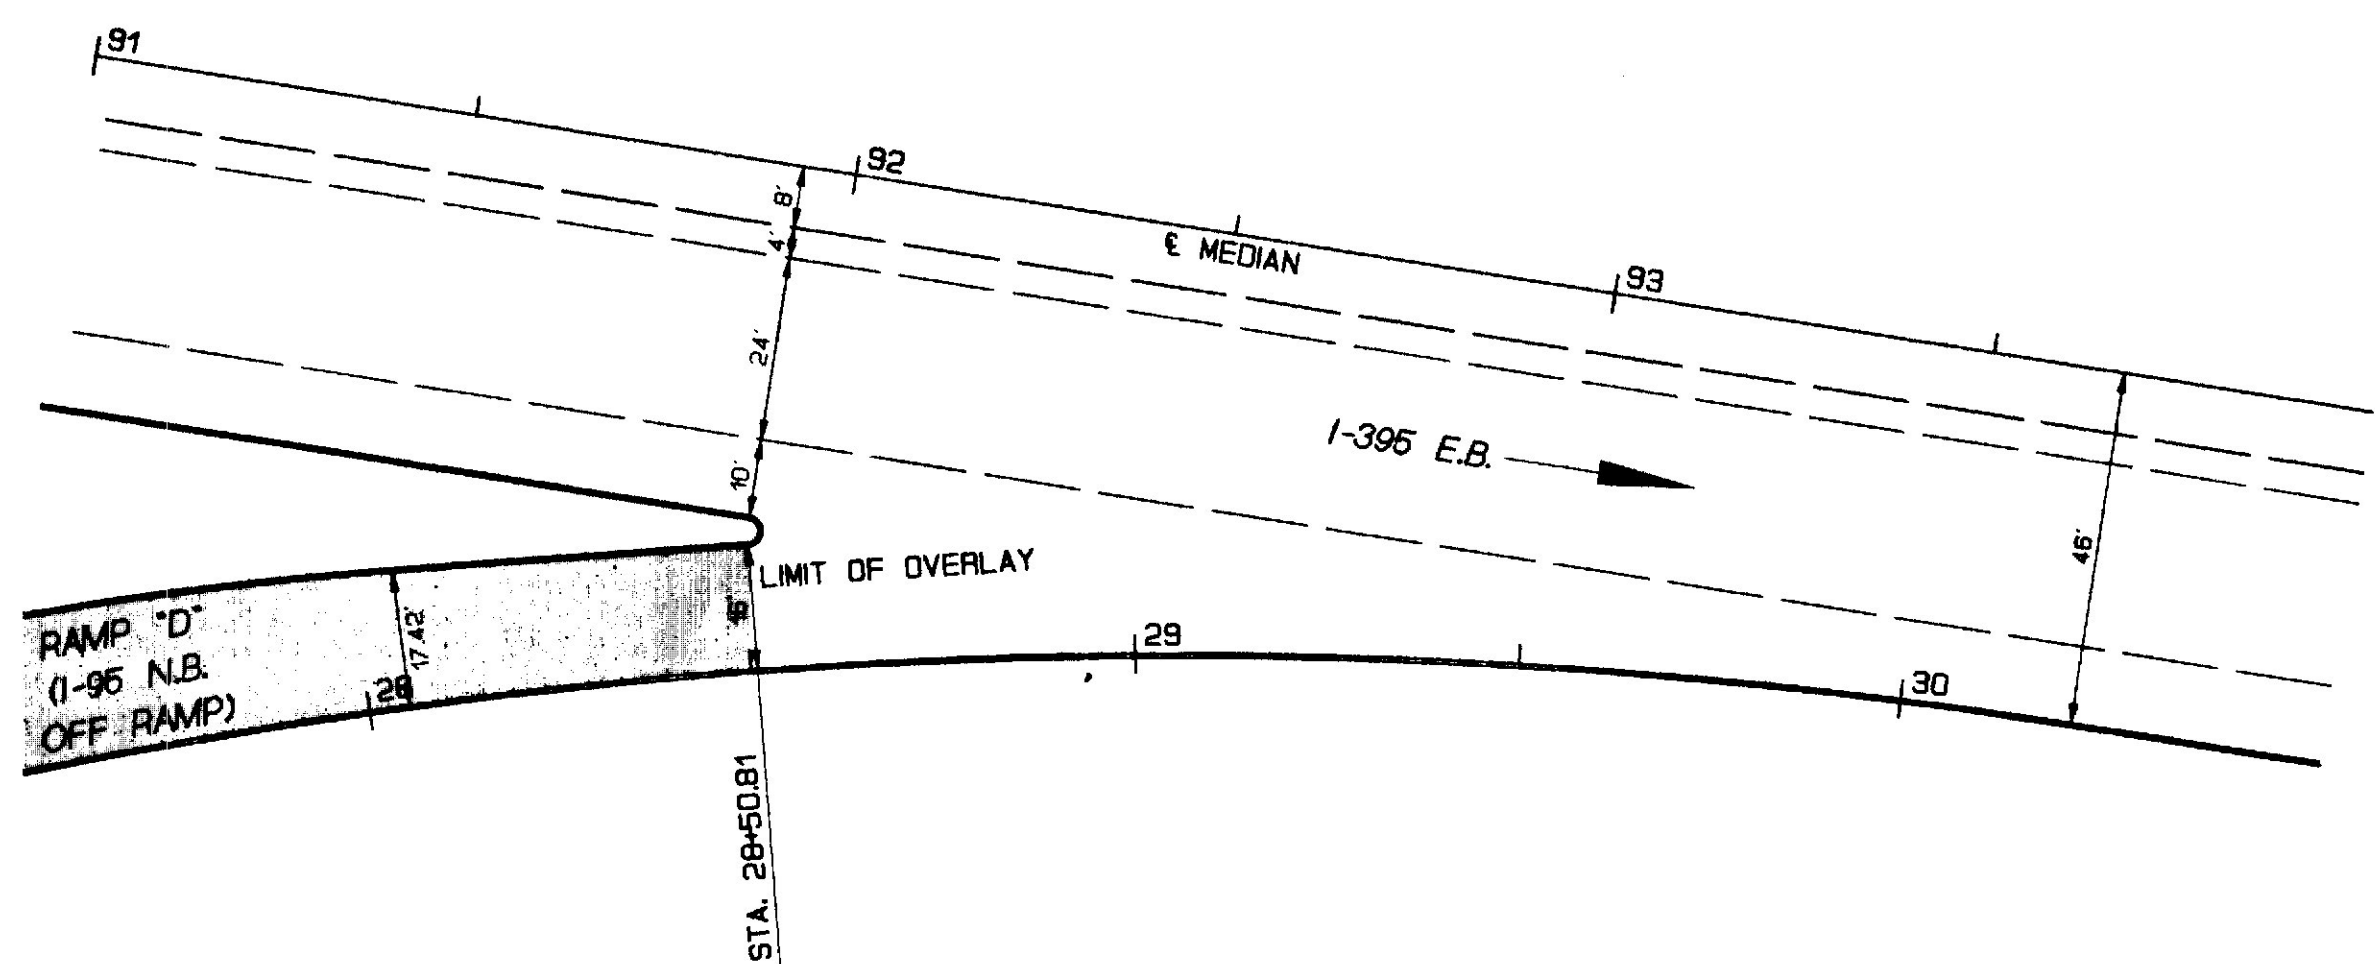 91
92
8'
4'
℄ MEDIAN
93
24'
I-395 E.B.
10'
46'
LIMIT OF OVERLAY
RAMP "D"
(I-95 N.B.
OFF RAMP)
17.42'
28
29
30
STA. 28+50.81